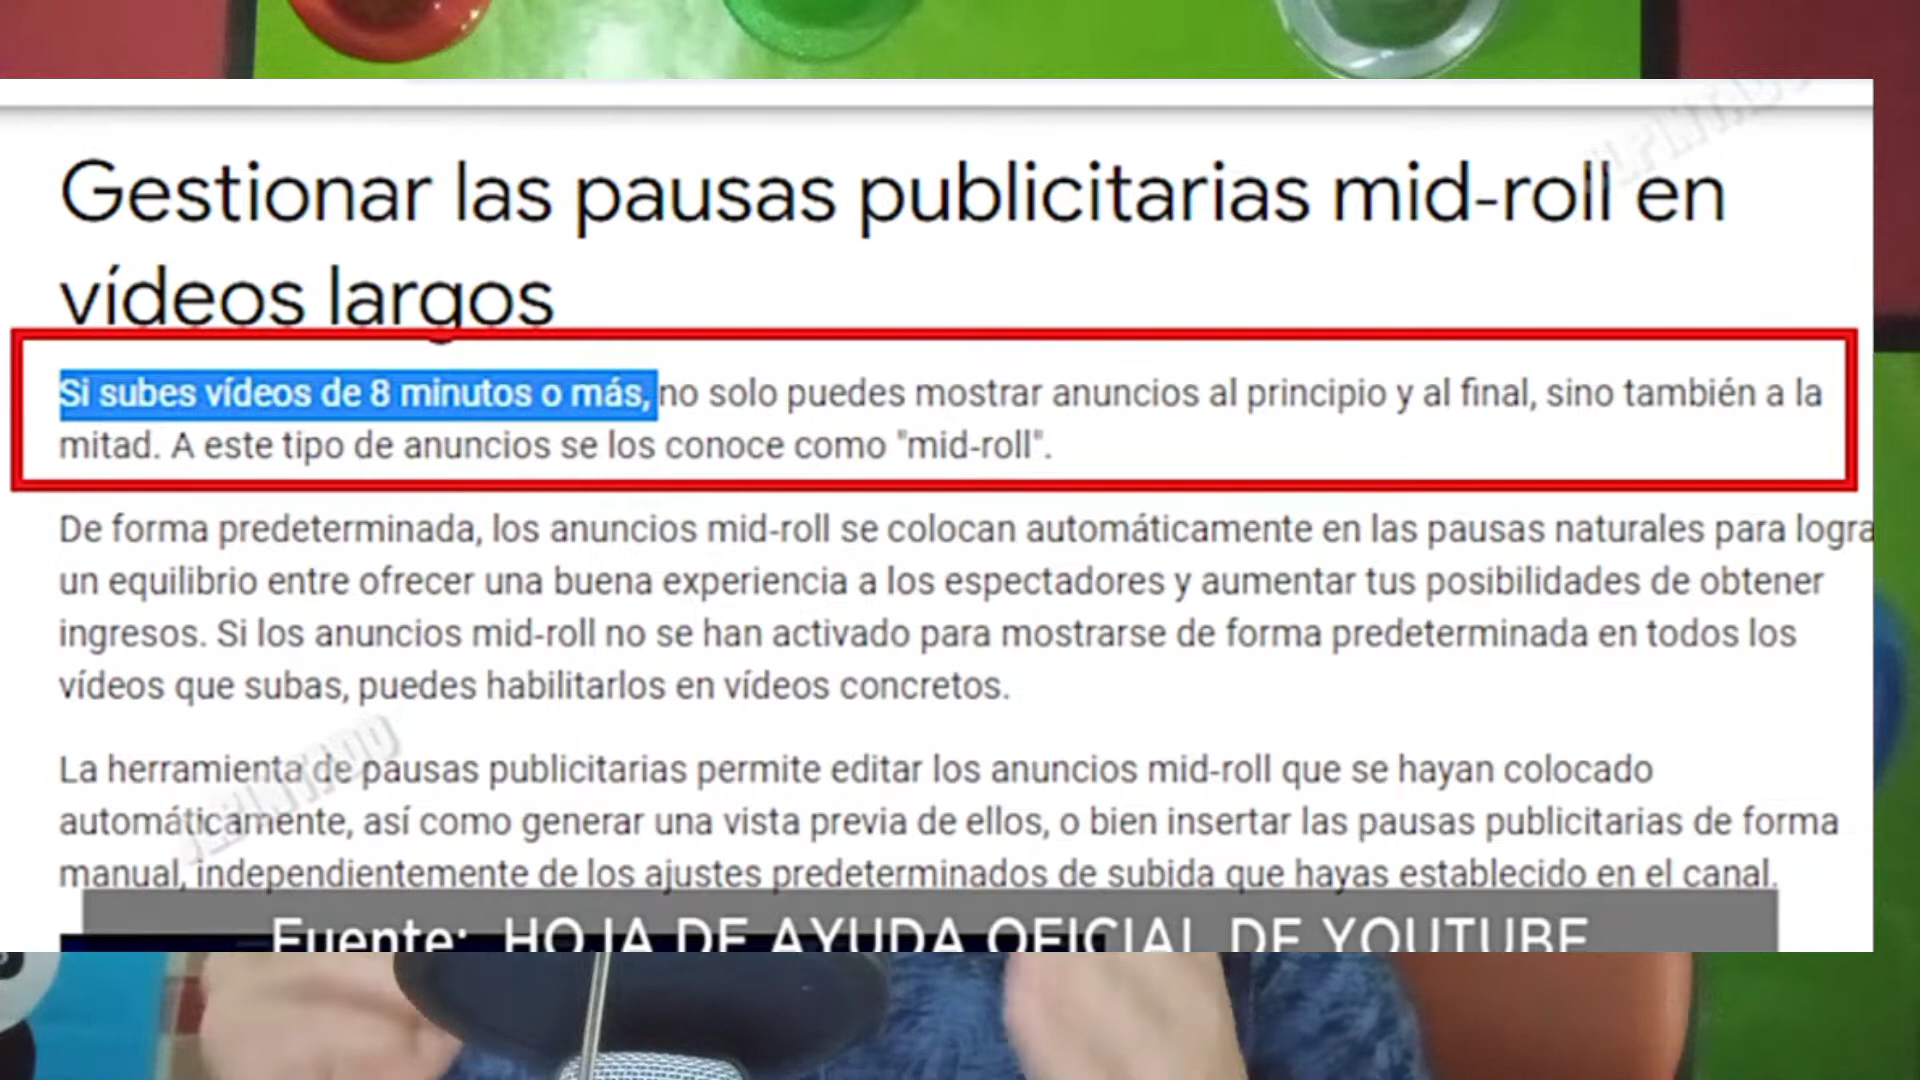 Gestionar las pausas publicitarias mid-roll en
vídeos largos
Si subes vídeos de 8 minutos o más, no solo puedes mostrar anuncios al principio y al final, sino también a la
mitad. A este tipo de anuncios se los conoce como "mid-roll".
De forma predeterminada, los anuncios mid-roll se colocan automáticamente en las pausas naturales para logra
un equilibrio entre ofrecer una buena experiencia a los espectadores y aumentar tus posibilidades de obtener
ingresos. Si los anuncios mid-roll no se han activado para mostrarse de forma predeterminada en todos los
vídeos que subas, puedes habilitarlos en vídeos concretos.
La herramienta de pausas publicitarias permite editar los anuncios mid-roll que se hayan colocado
automáticamente, así como generar una vista previa de ellos, o bien insertar las pausas publicitarias de forma
manual, independientemente de los ajustes predeterminados de subida que hayas establecido en el canal.
Fuente: HOJA DE AYUDA OFICIAL DE YOUTUBE